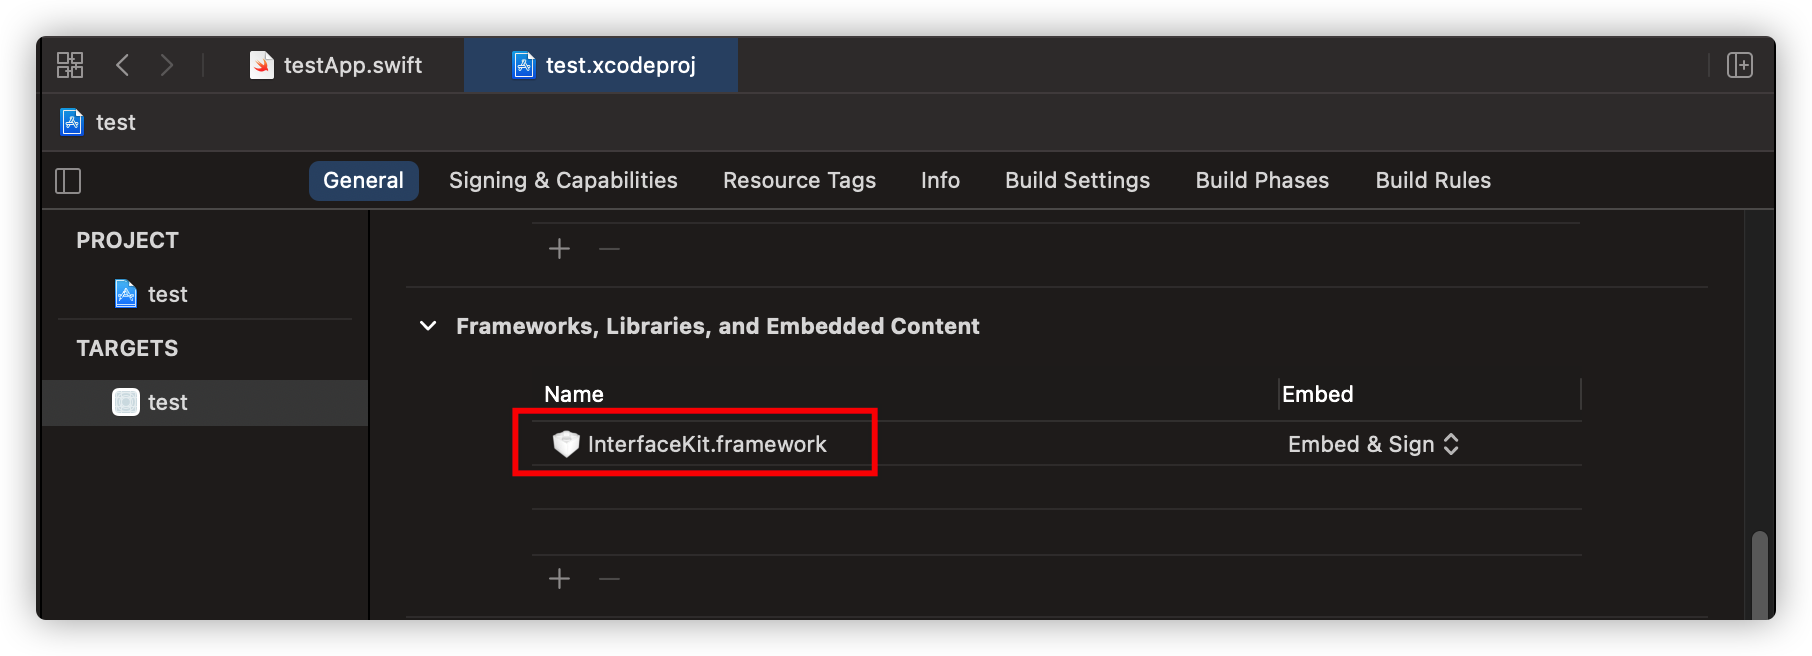 testApp.swift test.xcodeproj
test
General Signing & Capabilities Resource Tags Info Build Settings Build Phases Build Rules
PROJECT
test
TARGETS
test
Frameworks, Libraries, and Embedded Content
Name Embed
InterfaceKit.framework Embed & Sign